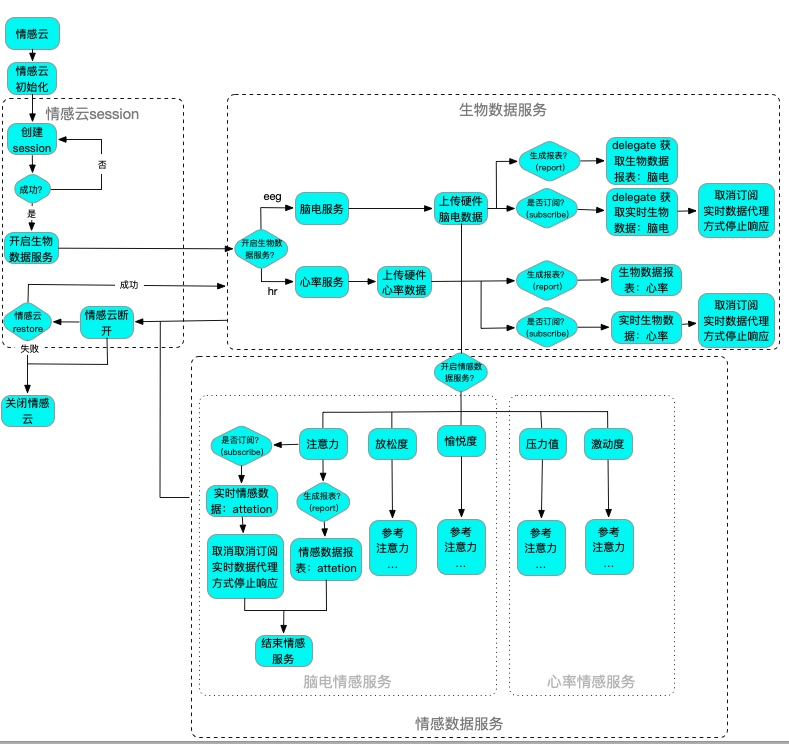 情感云
情感云
初始化
情感云session
创建
session
否
成功?
是
开启生物
数据服务
成功
情感云
restore
情感云断
开
失败
关闭情感
云
生物数据服务
开启生物数
据服务?
eeg
脑电服务
上传硬件
脑电数据
生成报表?
(report)
delegate 获
取生物数据
报表：脑电
是否订阅?
(subscribe)
delegate 获
取实时生物
数据：脑电
取消订阅
实时数据代理
方式停止响应
hr
心率服务
上传硬件
心率数据
生成报表?
(report)
生物数据报
表：心率
是否订阅?
(subscribe)
实时生物数
据：心率
取消订阅
实时数据代理
方式停止响应
开启情感数
据服务?
是否订阅?
(subscribe)
注意力
放松度
愉悦度
压力值
激动度
实时情感数
据：attetion
生成报表?
(report)
取消取消订阅
实时数据代理
方式停止响应
情感数据报
表：attetion
参考
注意力
...
参考
注意力
...
参考
注意力
...
参考
注意力
...
结束情感
服务
脑电情感服务
心率情感服务
情感数据服务